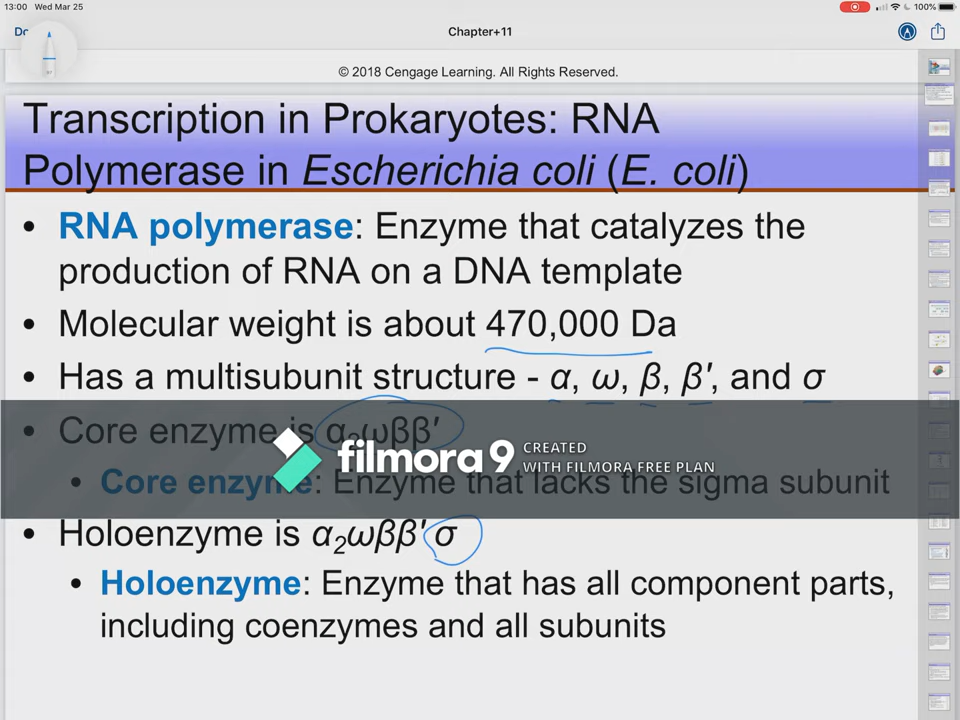 13:00 Wed Mar 25
100%
Chapter+11
© 2018 Cengage Learning. All Rights Reserved.
Transcription in Prokaryotes: RNA
Polymerase in Escherichia coli (E. coli)
• RNA polymerase: Enzyme that catalyzes the
production of RNA on a DNA template
• Molecular weight is about 470,000 Da
• Has a multisubunit structure - α, ω, β, β′, and σ
• Core enzyme is α₂ωββ′
filmora9 CREATED
WITH FILMORA FREE PLAN
• Core enzyme: Enzyme that lacks the sigma subunit
• Holoenzyme is α₂ωββ′σ
• Holoenzyme: Enzyme that has all component parts,
including coenzymes and all subunits